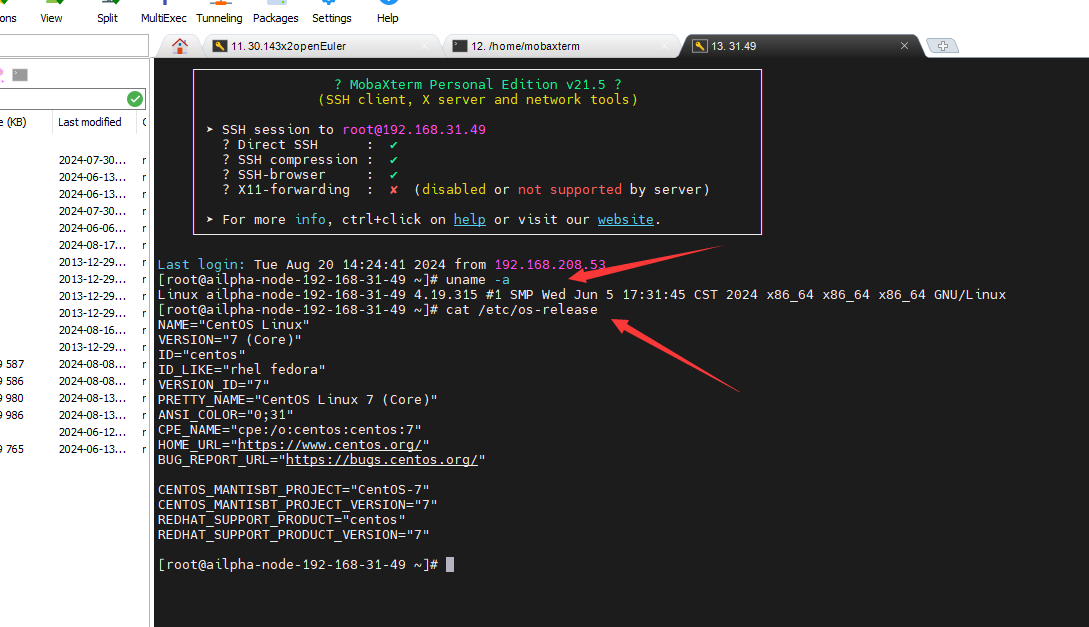 ons View Split MultiExec Tunneling Packages Settings Help
11. 30.143x2openEuler
12. /home/mobaxterm
13. 31.49
? MobaXterm Personal Edition v21.5 ?
(SSH client, X server and network tools)
➤ SSH session to root@192.168.31.49
? Direct SSH : ✔
? SSH compression : ✔
? SSH-browser : ✔
? X11-forwarding : ✘ (disabled or not supported by server)
➤ For more info, ctrl+click on help or visit our website.
Last login: Tue Aug 20 14:24:41 2024 from 192.168.208.53
[root@ailpha-node-192-168-31-49 ~]# uname -a
Linux ailpha-node-192-168-31-49 4.19.315 #1 SMP Wed Jun 5 17:31:45 CST 2024 x86_64 x86_64 x86_64 GNU/Linux
[root@ailpha-node-192-168-31-49 ~]# cat /etc/os-release
NAME="CentOS Linux"
VERSION="7 (Core)"
ID="centos"
ID_LIKE="rhel fedora"
VERSION_ID="7"
PRETTY_NAME="CentOS Linux 7 (Core)"
ANSI_COLOR="0;31"
CPE_NAME="cpe:/o:centos:centos:7"
HOME_URL="https://www.centos.org/"
BUG_REPORT_URL="https://bugs.centos.org/"
CENTOS_MANTISBT_PROJECT="CentOS-7"
CENTOS_MANTISBT_PROJECT_VERSION="7"
REDHAT_SUPPORT_PRODUCT="centos"
REDHAT_SUPPORT_PRODUCT_VERSION="7"
[root@ailpha-node-192-168-31-49 ~]#
e (KB) Last modified
2024-07-30... r
2024-06-13... r
2024-06-13... r
2024-07-30... r
2024-06-06... r
2024-08-17... r
2013-12-29... r
2013-12-29... r
2013-12-29... r
2013-12-29... r
2024-08-16... r
2013-12-29... r
9 587 2024-08-08... r
9 586 2024-08-08... r
9 980 2024-08-13... r
9 986 2024-08-13... r
2024-06-12... r
9 765 2024-06-13... r